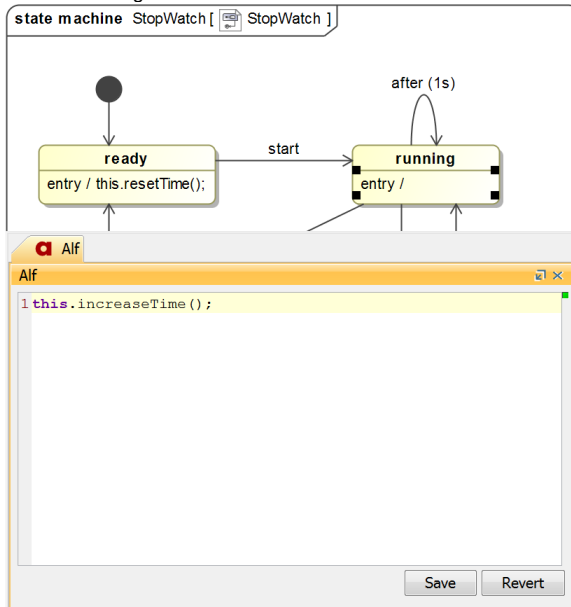 state machine StopWatch [ StopWatch ]
after (1s)
start
ready
running
entry / this.resetTime();
entry /
Alf
Alf
1 this.increaseTime();
Save Revert